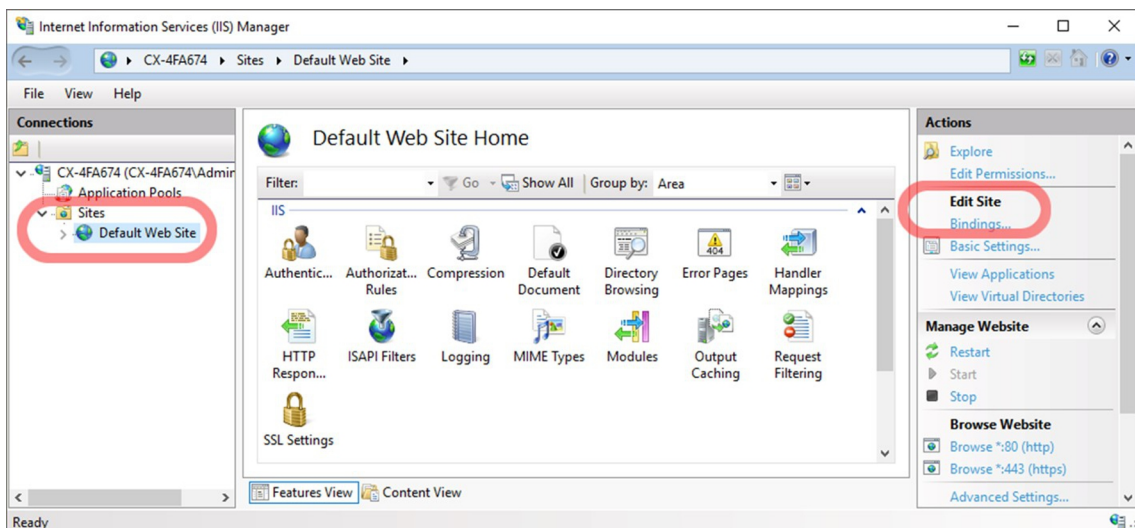 Internet Information Services (IIS) Manager
CX-4FA674 Sites Default Web Site
File View Help
Connections
CX-4FA674 (CX-4FA674\Admin
Application Pools
Sites
Default Web Site
Default Web Site Home
Filter: Go Show All Group by: Area
IIS
Authentic... Authorizat... Rules Compression Default Document Directory Browsing Error Pages Handler Mappings
404
HTTP Respon... ISAPI Filters Logging MIME Types Modules Output Caching Request Filtering
SSL Settings
Features View Content View
Actions
Explore
Edit Permissions...
Edit Site
Bindings...
Basic Settings...
View Applications
View Virtual Directories
Manage Website
Restart
Start
Stop
Browse Website
Browse *:80 (http)
Browse *:443 (https)
Advanced Settings...
Ready